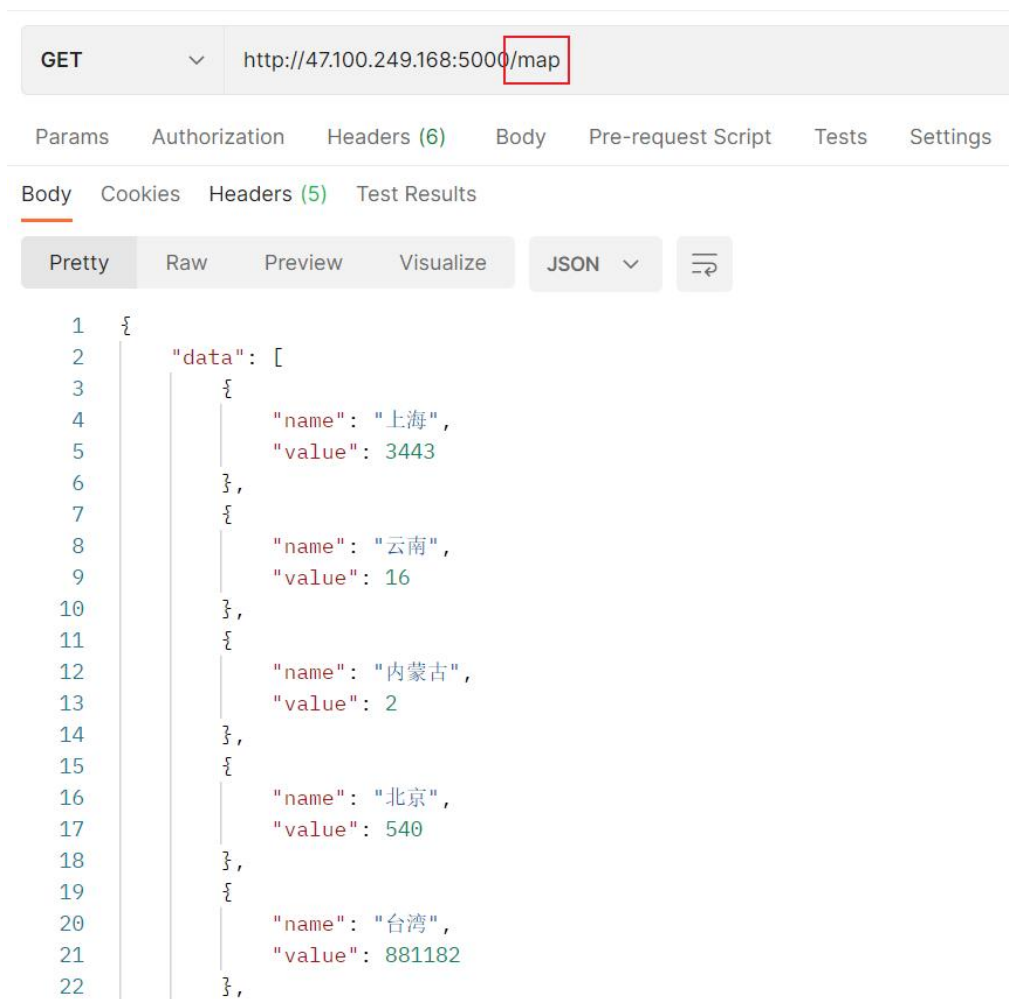 GET http://47.100.249.168:5000/map
Params Authorization Headers (6) Body Pre-request Script Tests Settings
Body Cookies Headers (5) Test Results
Pretty Raw Preview Visualize JSON
1 {
2 "data": [
3 {
4 "name": "上海",
5 "value": 3443
6 },
7 {
8 "name": "云南",
9 "value": 16
10 },
11 {
12 "name": "内蒙古",
13 "value": 2
14 },
15 {
16 "name": "北京",
17 "value": 540
18 },
19 {
20 "name": "台湾",
21 "value": 881182
22 },